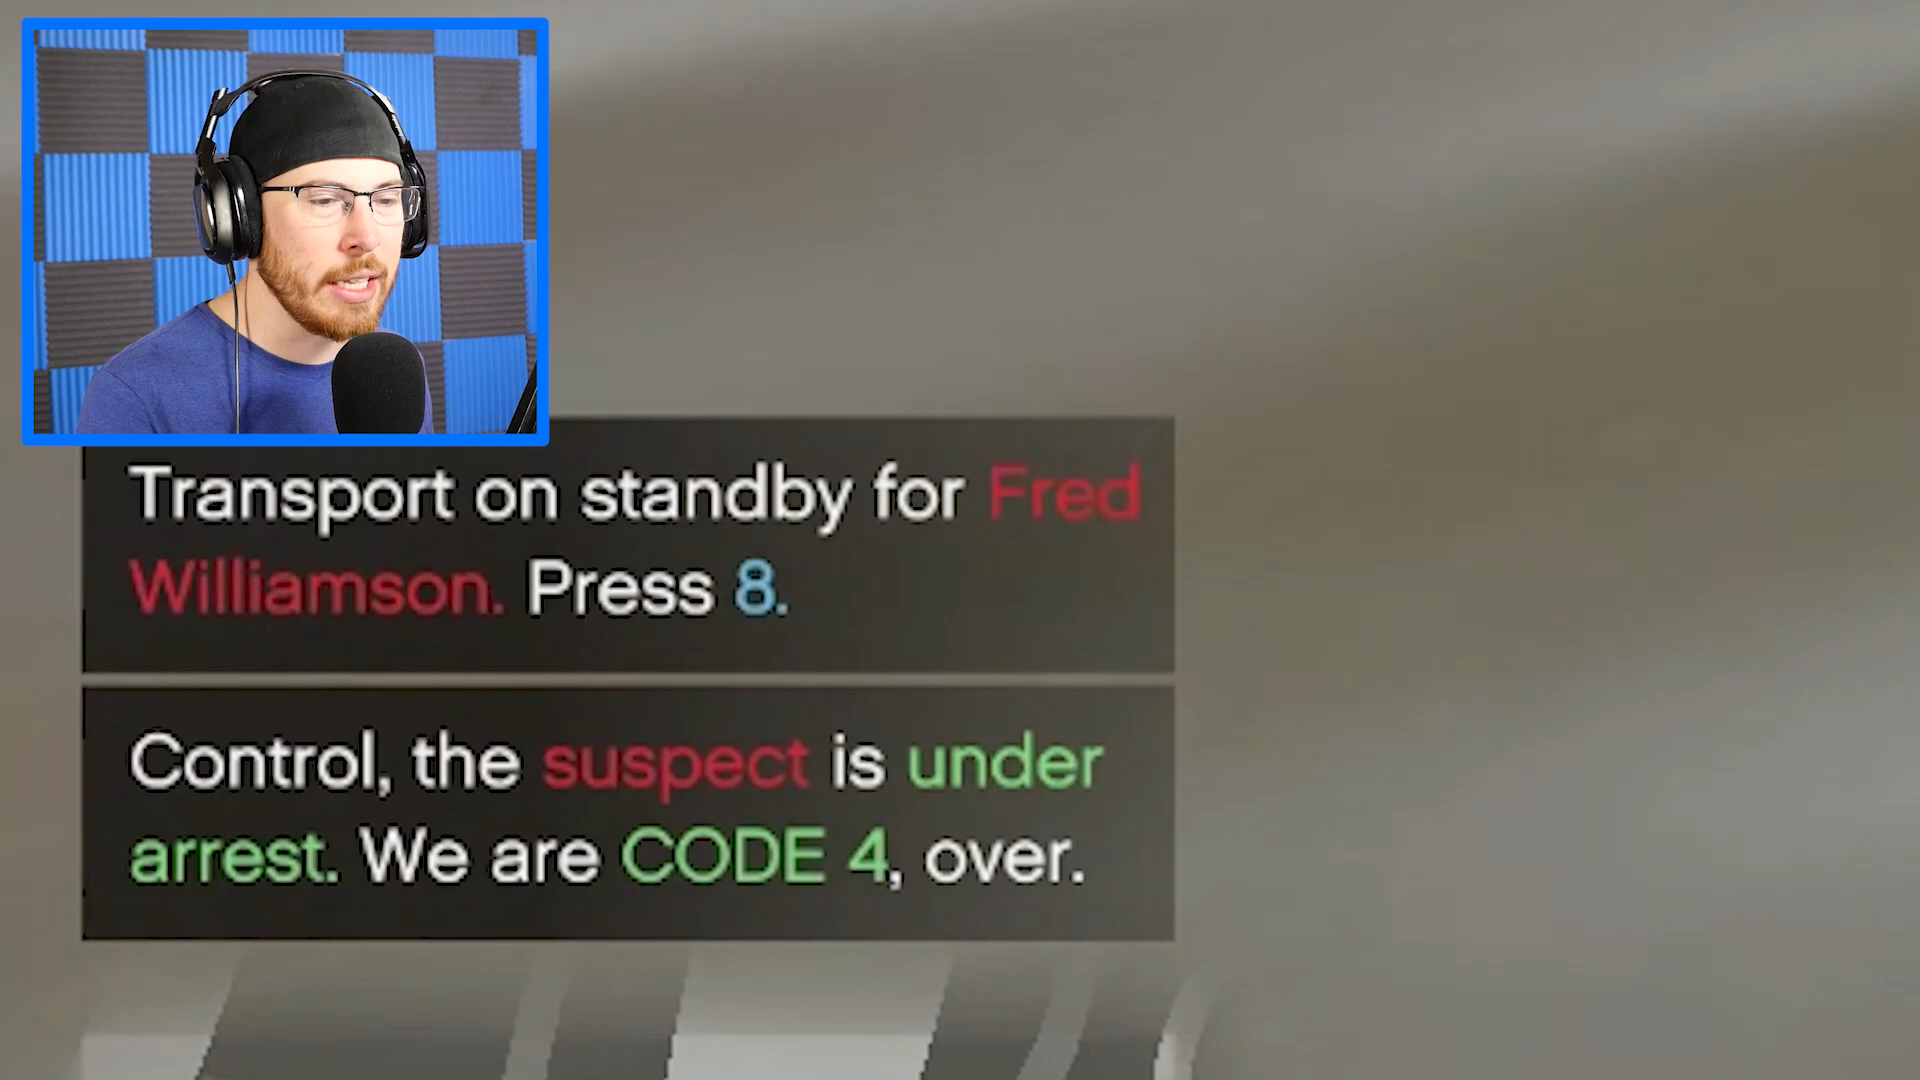 Transport on standby for Fred
Williamson. Press 8.
Control, the suspect is under
arrest. We are CODE 4, over.